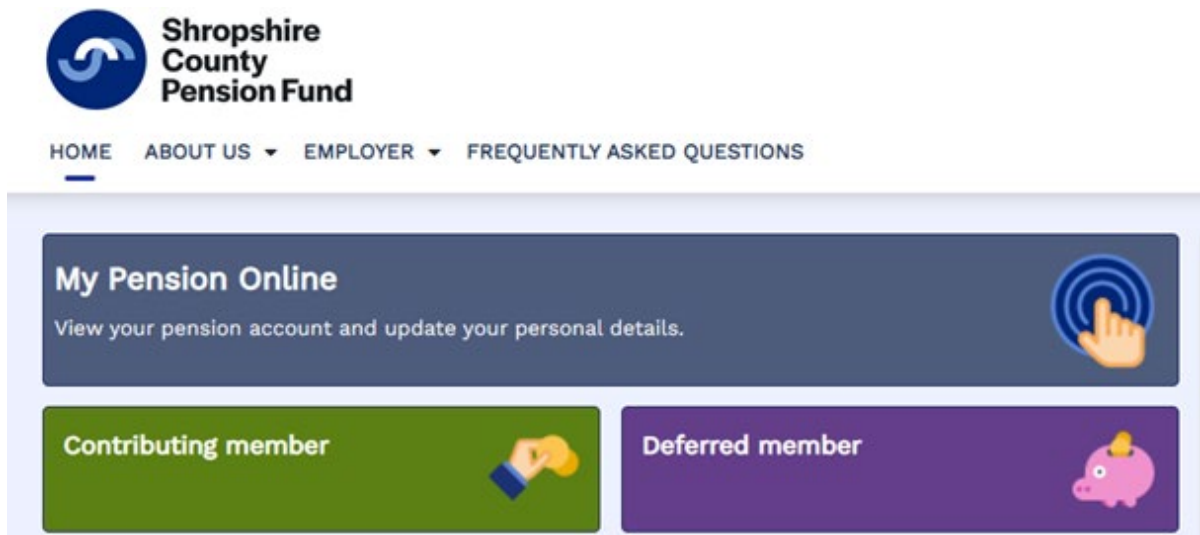 Shropshire
County
Pension Fund
HOME ABOUT US EMPLOYER FREQUENTLY ASKED QUESTIONS
My Pension Online
View your pension account and update your personal details.
Contributing member
Deferred member